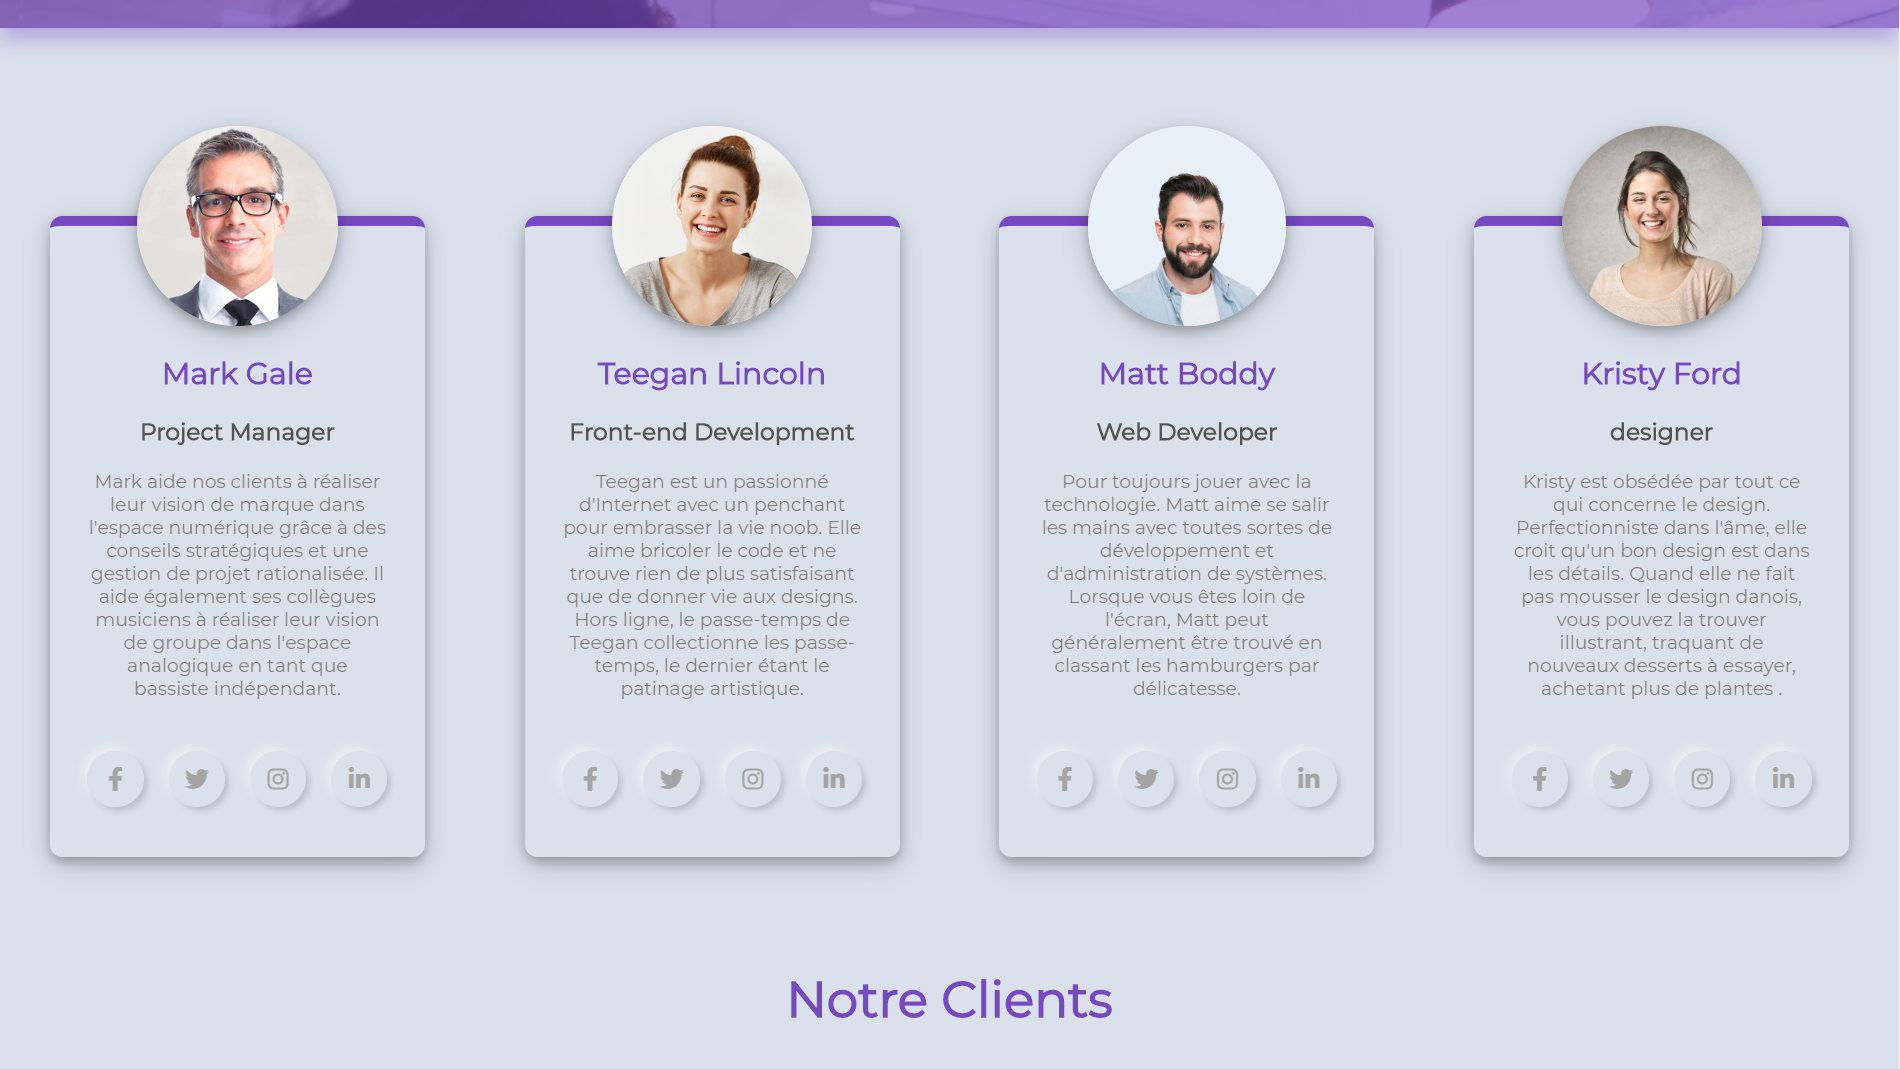 Mark Gale
Project Manager
Mark aide nos clients à réaliser
leur vision de marque dans
l'espace numérique grâce à des
conseils stratégiques et une
gestion de projet rationalisée. Il
aide également ses collègues
musiciens à réaliser leur vision
de groupe dans l'espace
analogique en tant que
bassiste indépendant.
Teegan Lincoln
Front-end Development
Teegan est un passionné
d'Internet avec un penchant
pour embrasser la vie noob. Elle
aime bricoler le code et ne
trouve rien de plus satisfaisant
que de donner vie aux designs.
Hors ligne, le passe-temps de
Teegan collectionne les passe-
temps, le dernier étant le
patinage artistique.
Matt Boddy
Web Developer
Pour toujours jouer avec la
technologie. Matt aime se salir
les mains avec toutes sortes de
développement et
d'administration de systèmes.
Lorsque vous êtes loin de
l'écran, Matt peut
généralement être trouvé en
classant les hamburgers par
délicatesse.
Kristy Ford
designer
Kristy est obsédée par tout ce
qui concerne le design.
Perfectionniste dans l'âme, elle
croit qu'un bon design est dans
les détails. Quand elle ne fait
pas mousser le design danois,
vous pouvez la trouver
illustrant, traquant de
nouveaux desserts à essayer,
achetant plus de plantes .
Notre Clients